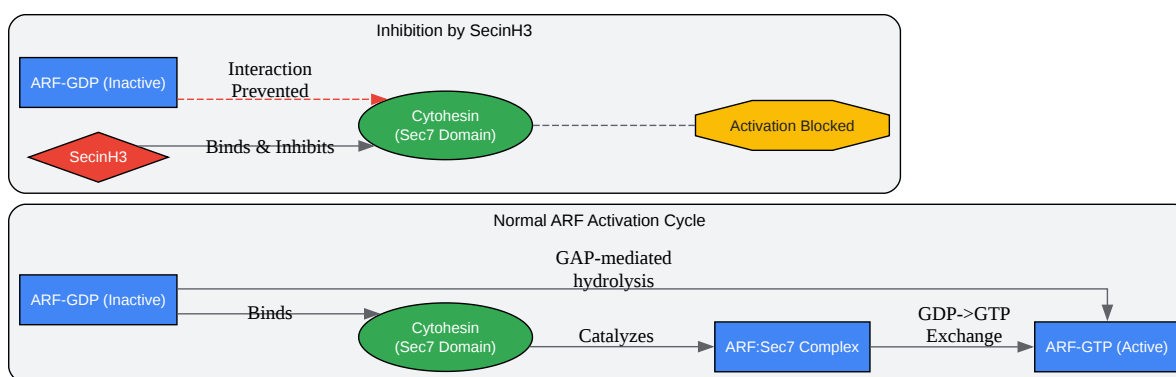 Inhibition by SecinH3
ARF-GDP (Inactive)
Interaction
Prevented
Cytohesin
(Sec7 Domain)
Activation Blocked
SecinH3
Binds & Inhibits
Normal ARF Activation Cycle
GAP-mediated
hydrolysis
ARF-GDP (Inactive)
Binds
Cytohesin
(Sec7 Domain)
Catalyzes
ARF:Sec7 Complex
GDP->GTP
Exchange
ARF-GTP (Active)